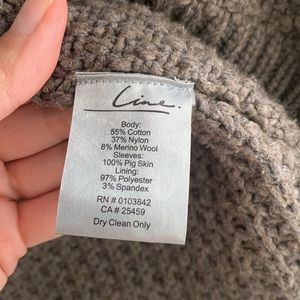 Line.
Body:
55% Cotton
37% Nylon
8% Merino Wool
Sleeves:
100% Pig Skin
Lining:
97% Polyester
3% Spandex
RN # 0103842
CA # 25459
Dry Clean Only